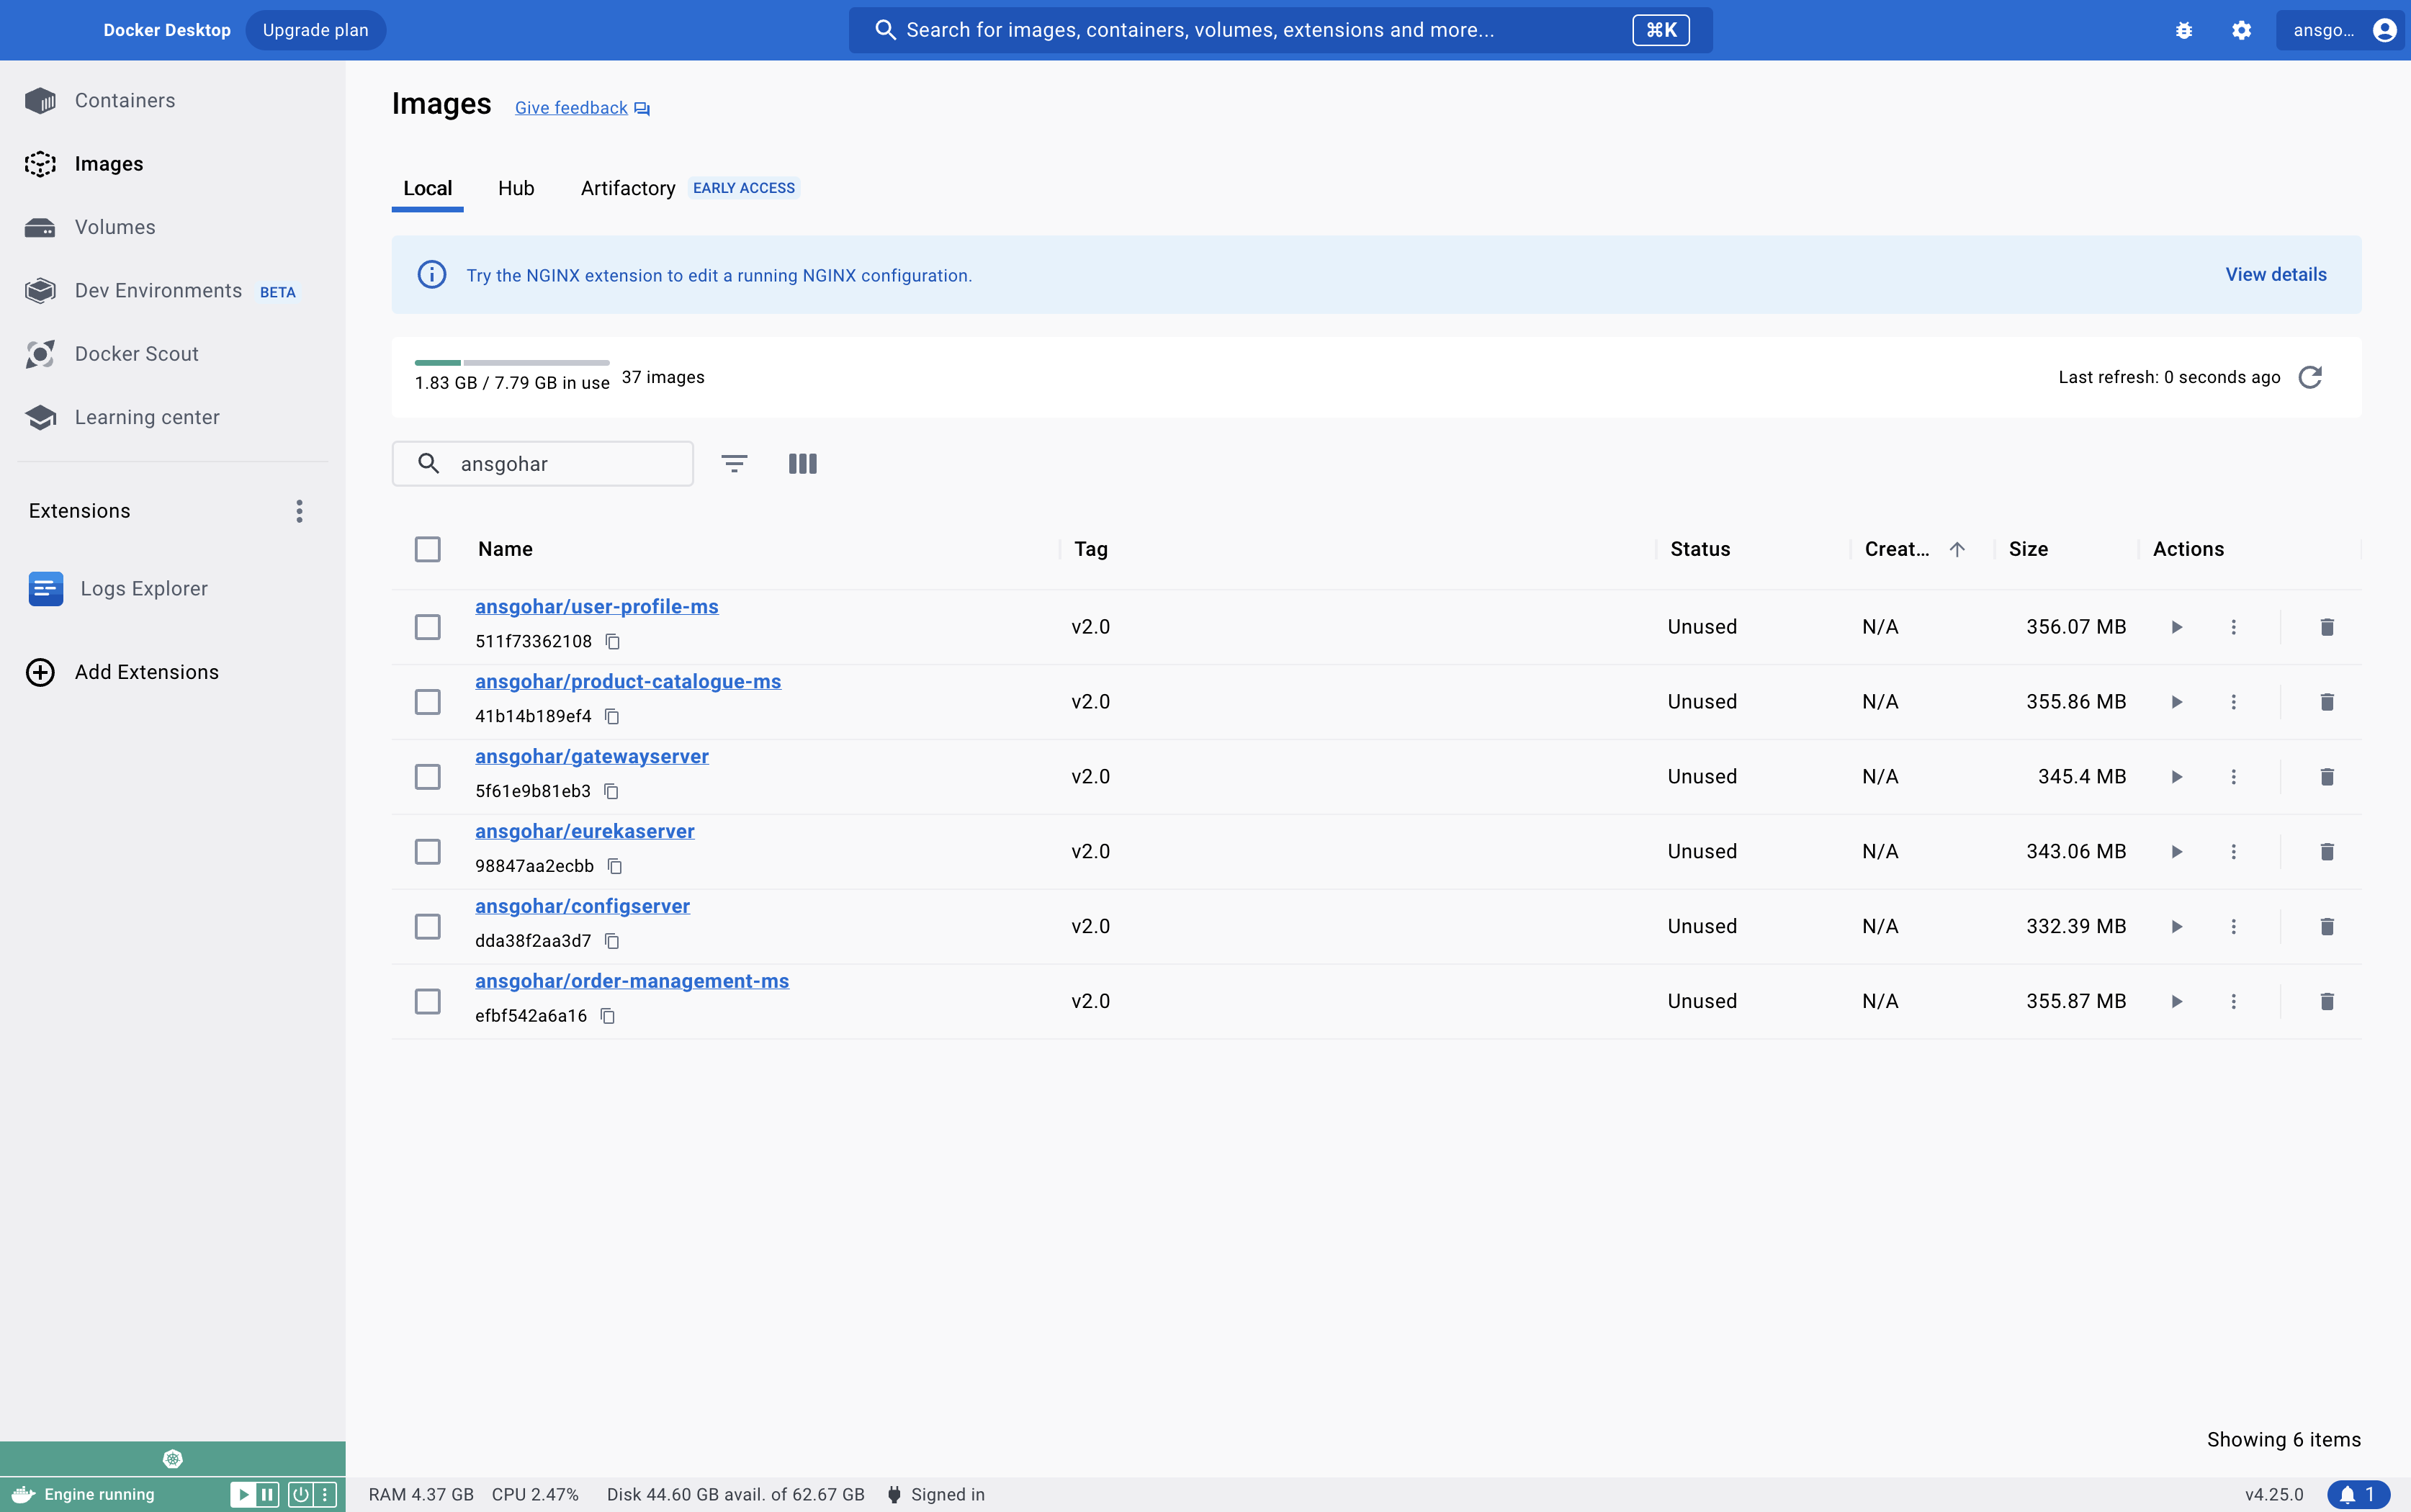 Docker Desktop Upgrade plan Search for images, containers, volumes, extensions and more... ⌘K ansgo...
Containers
Images
Volumes
Dev Environments BETA
Docker Scout
Learning center
Extensions
Logs Explorer
Add Extensions
Images Give feedback
Local Hub Artifactory EARLY ACCESS
Try the NGINX extension to edit a running NGINX configuration. View details
1.83 GB / 7.79 GB in use 37 images Last refresh: 0 seconds ago
ansgohar
Name Tag Status Creat... Size Actions
ansgohar/user-profile-ms
511f73362108 v2.0 Unused N/A 356.07 MB
ansgohar/product-catalogue-ms
41b14b189ef4 v2.0 Unused N/A 355.86 MB
ansgohar/gatewayserver
5f61e9b81eb3 v2.0 Unused N/A 345.4 MB
ansgohar/eurekaserver
98847aa2ecbb v2.0 Unused N/A 343.06 MB
ansgohar/configserver
dda38f2aa3d7 v2.0 Unused N/A 332.39 MB
ansgohar/order-management-ms
efbf542a6a16 v2.0 Unused N/A 355.87 MB
Showing 6 items
Engine running RAM 4.37 GB CPU 2.47% Disk 44.60 GB avail. of 62.67 GB Signed in v4.25.0 1